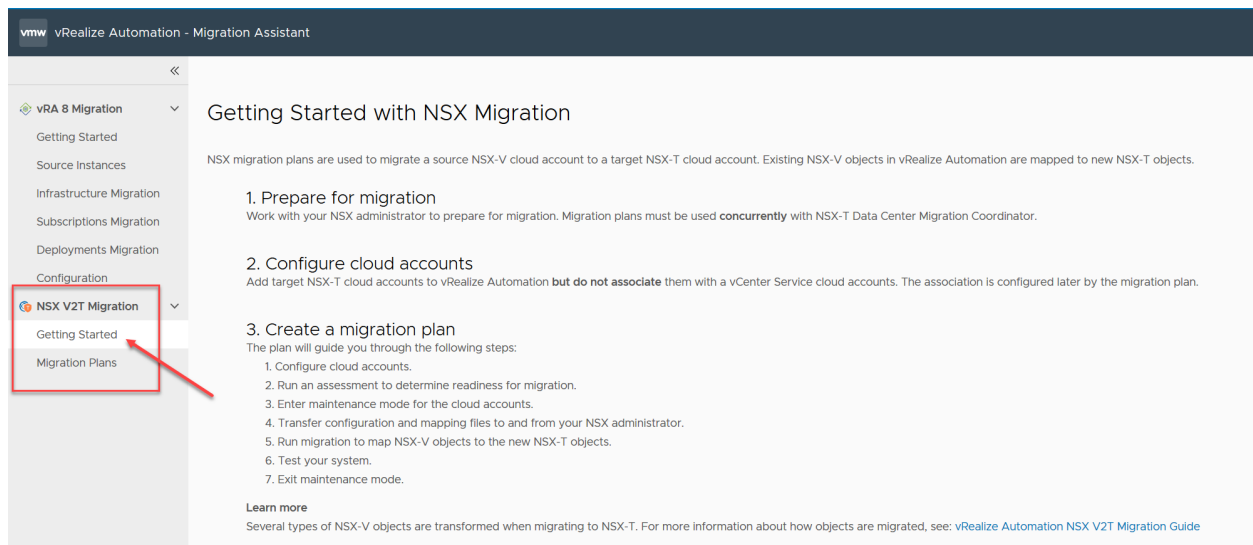 vmw vRealize Automation - Migration Assistant
vRA 8 Migration
Getting Started
Source Instances
Infrastructure Migration
Subscriptions Migration
Deployments Migration
Configuration
NSX V2T Migration
Getting Started
Migration Plans
Getting Started with NSX Migration
NSX migration plans are used to migrate a source NSX-V cloud account to a target NSX-T cloud account. Existing NSX-V objects in vRealize Automation are mapped to new NSX-T objects.
1. Prepare for migration
Work with your NSX administrator to prepare for migration. Migration plans must be used concurrently with NSX-T Data Center Migration Coordinator.
2. Configure cloud accounts
Add target NSX-T cloud accounts to vRealize Automation but do not associate them with a vCenter Service cloud accounts. The association is configured later by the migration plan.
3. Create a migration plan
The plan will guide you through the following steps:
1. Configure cloud accounts.
2. Run an assessment to determine readiness for migration.
3. Enter maintenance mode for the cloud accounts.
4. Transfer configuration and mapping files to and from your NSX administrator.
5. Run migration to map NSX-V objects to the new NSX-T objects.
6. Test your system.
7. Exit maintenance mode.
Learn more
Several types of NSX-V objects are transformed when migrating to NSX-T. For more information about how objects are migrated, see: vRealize Automation NSX V2T Migration Guide